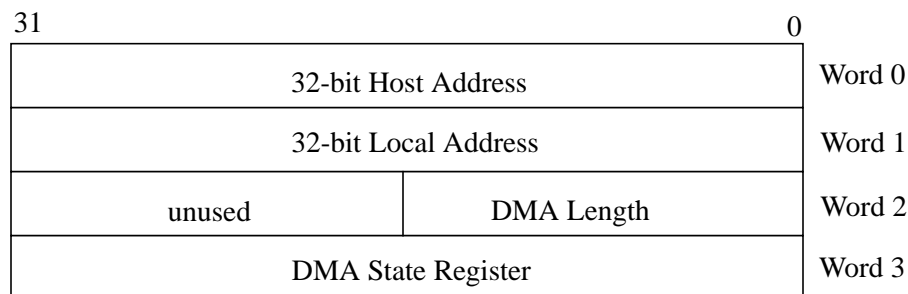 31 0
32-bit Host Address Word 0
32-bit Local Address Word 1
unused DMA Length Word 2
DMA State Register Word 3